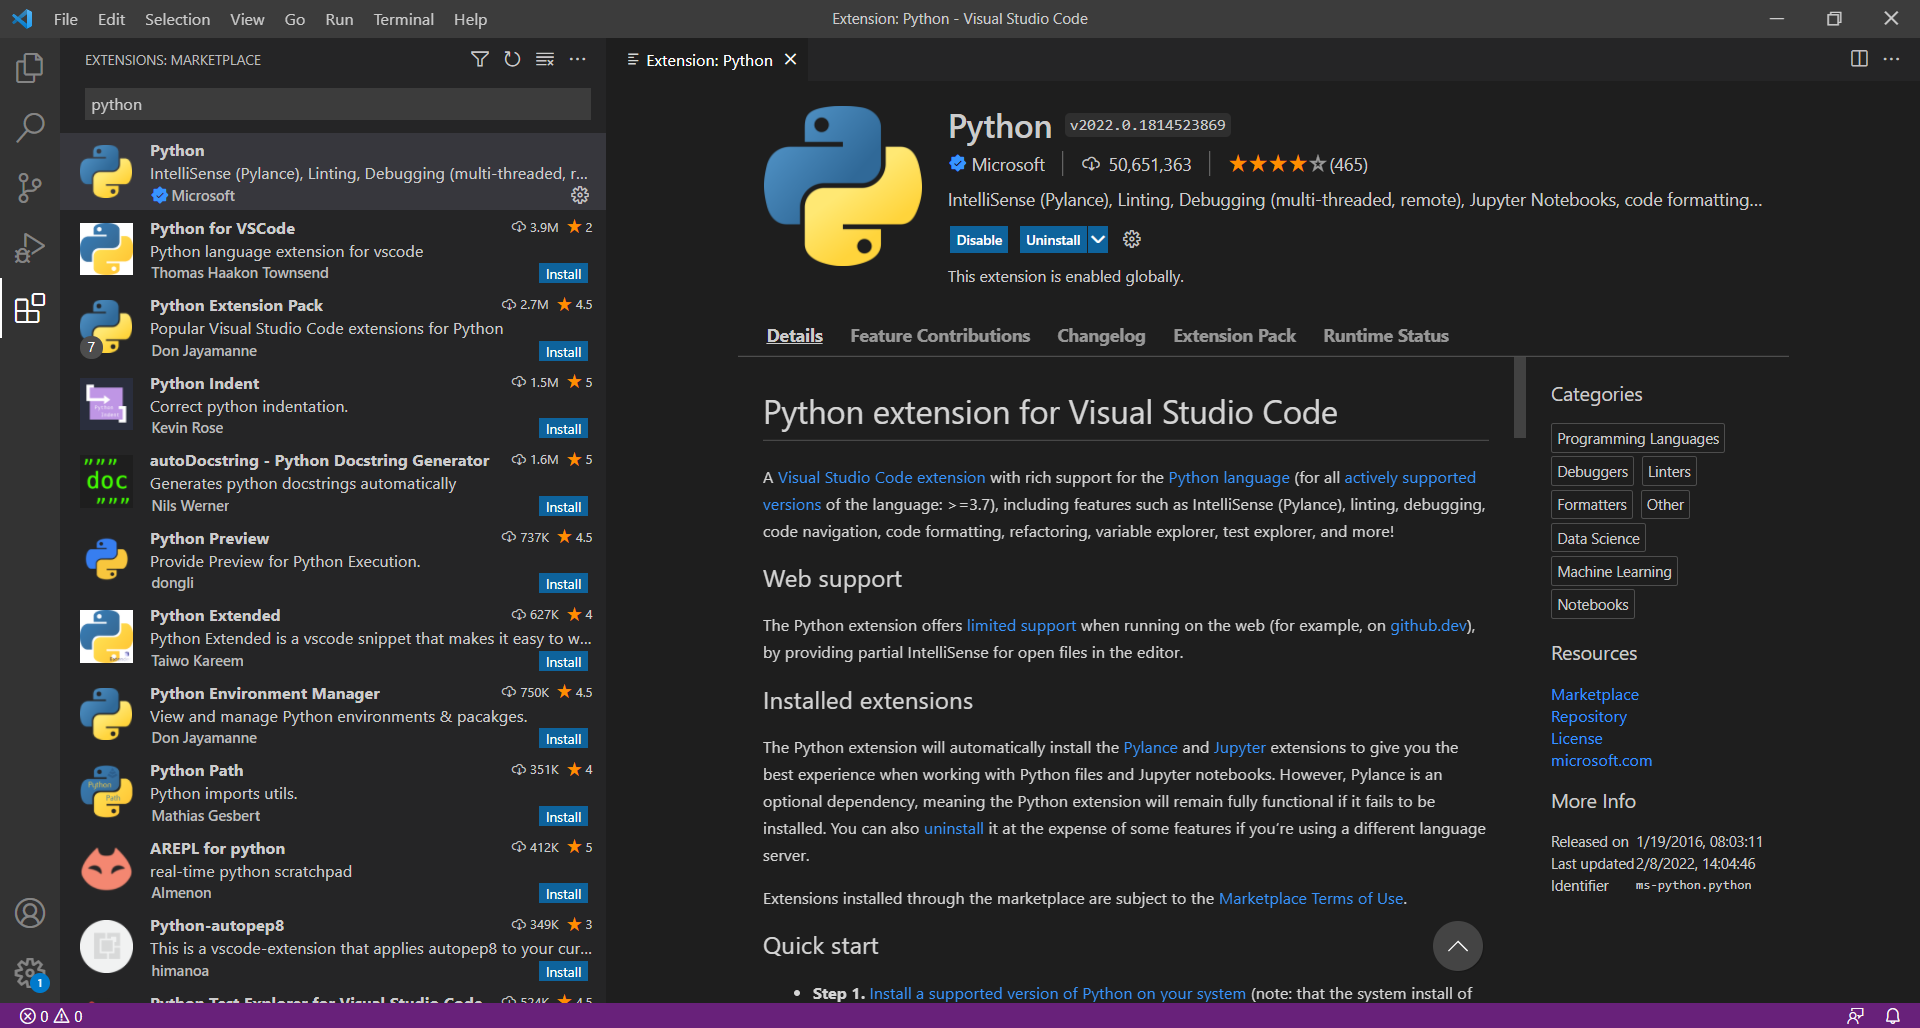 File Edit Selection View Go Run Terminal Help
Extension: Python - Visual Studio Code
EXTENSIONS: MARKETPLACE
python
Python
IntelliSense (Pylance), Linting, Debugging (multi-threaded, r...
Microsoft
Python for VSCode 3.9M 2
Python language extension for vscode
Thomas Haakon Townsend Install
Python Extension Pack 2.7M 4.5
Popular Visual Studio Code extensions for Python
7
Don Jayamanne Install
Python Indent 1.5M 5
Correct python indentation.
Kevin Rose Install
autoDocstring - Python Docstring Generator 1.6M 5
"""
doc
"""
Generates python docstrings automatically
Nils Werner Install
Python Preview 737K 4.5
Provide Preview for Python Execution.
dongli Install
Python Extended 627K 4
Python Extended is a vscode snippet that makes it easy to w...
Taiwo Kareem Install
Python Environment Manager 750K 4.5
View and manage Python environments & pacakges.
Don Jayamanne Install
Python Path 351K 4
Python
Path
Python imports utils.
Mathias Gesbert Install
AREPL for python 412K 5
real-time python scratchpad
Almenon Install
Python-autopep8 349K 3
This is a vscode-extension that applies autopep8 to your cur...
himanoa Install
Python Test Explorer for Visual Studio Code 524K 4.5
1
0 0
Extension: Python
Python v2022.0.1814523869
Microsoft 50,651,363 (465)
IntelliSense (Pylance), Linting, Debugging (multi-threaded, remote), Jupyter Notebooks, code formatting...
Disable Uninstall
This extension is enabled globally.
Details Feature Contributions Changelog Extension Pack Runtime Status
Python extension for Visual Studio Code
A Visual Studio Code extension with rich support for the Python language (for all actively supported
versions of the language: >=3.7), including features such as IntelliSense (Pylance), linting, debugging,
code navigation, code formatting, refactoring, variable explorer, test explorer, and more!
Web support
The Python extension offers limited support when running on the web (for example, on github.dev),
by providing partial IntelliSense for open files in the editor.
Installed extensions
The Python extension will automatically install the Pylance and Jupyter extensions to give you the
best experience when working with Python files and Jupyter notebooks. However, Pylance is an
optional dependency, meaning the Python extension will remain fully functional if it fails to be
installed. You can also uninstall it at the expense of some features if you’re using a different language
server.
Extensions installed through the marketplace are subject to the Marketplace Terms of Use.
Quick start
• Step 1. Install a supported version of Python on your system (note: that the system install of
Categories
Programming Languages
Debuggers Linters
Formatters Other
Data Science
Machine Learning
Notebooks
Resources
Marketplace
Repository
License
microsoft.com
More Info
Released on 1/19/2016, 08:03:11
Last updated 2/8/2022, 14:04:46
Identifier ms-python.python